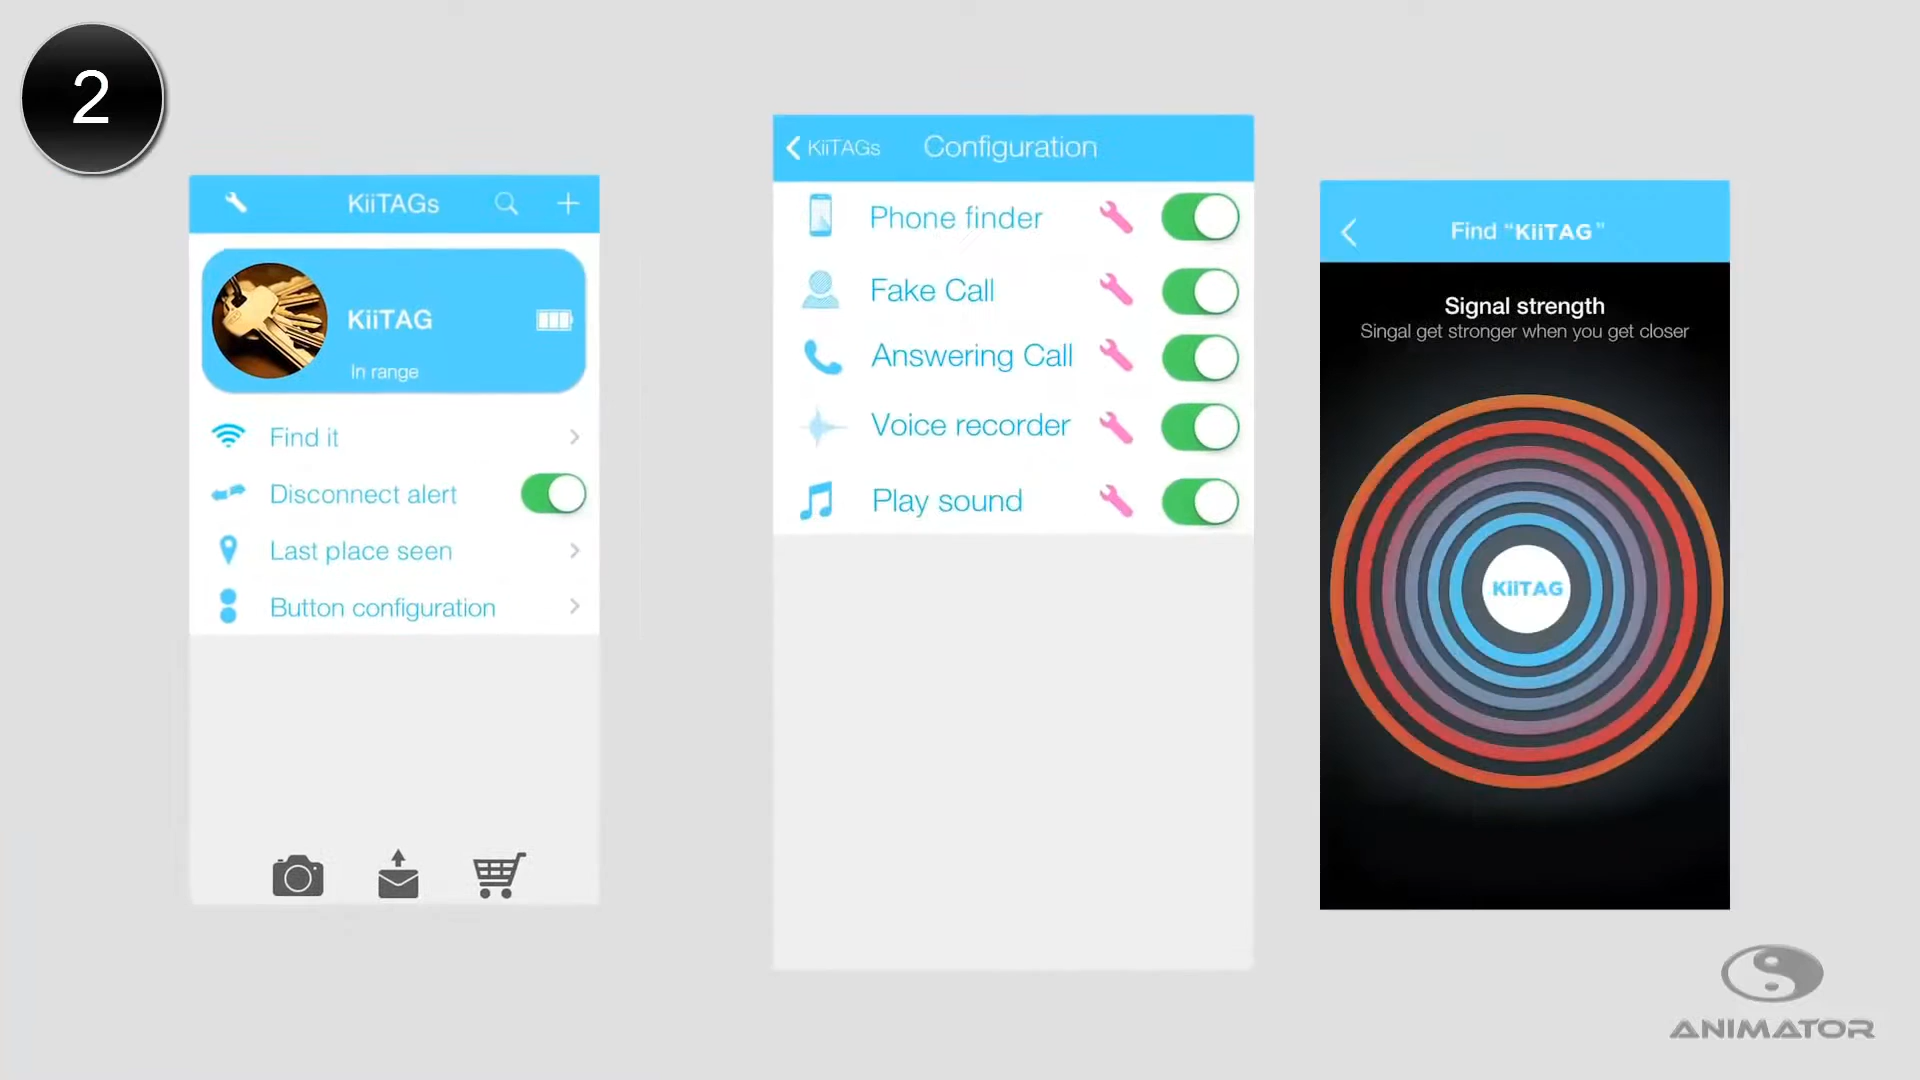 2
KiiTAGs
KiiTAG
In range
Find it
Disconnect alert
Last place seen
Button configuration
KiiTAGs Configuration
Phone finder
Fake Call
Answering Call
Voice recorder
Play sound
Find “KiiTAG”
Signal strength
Singal get stronger when you get closer
KiiTAG
ANIMATOR